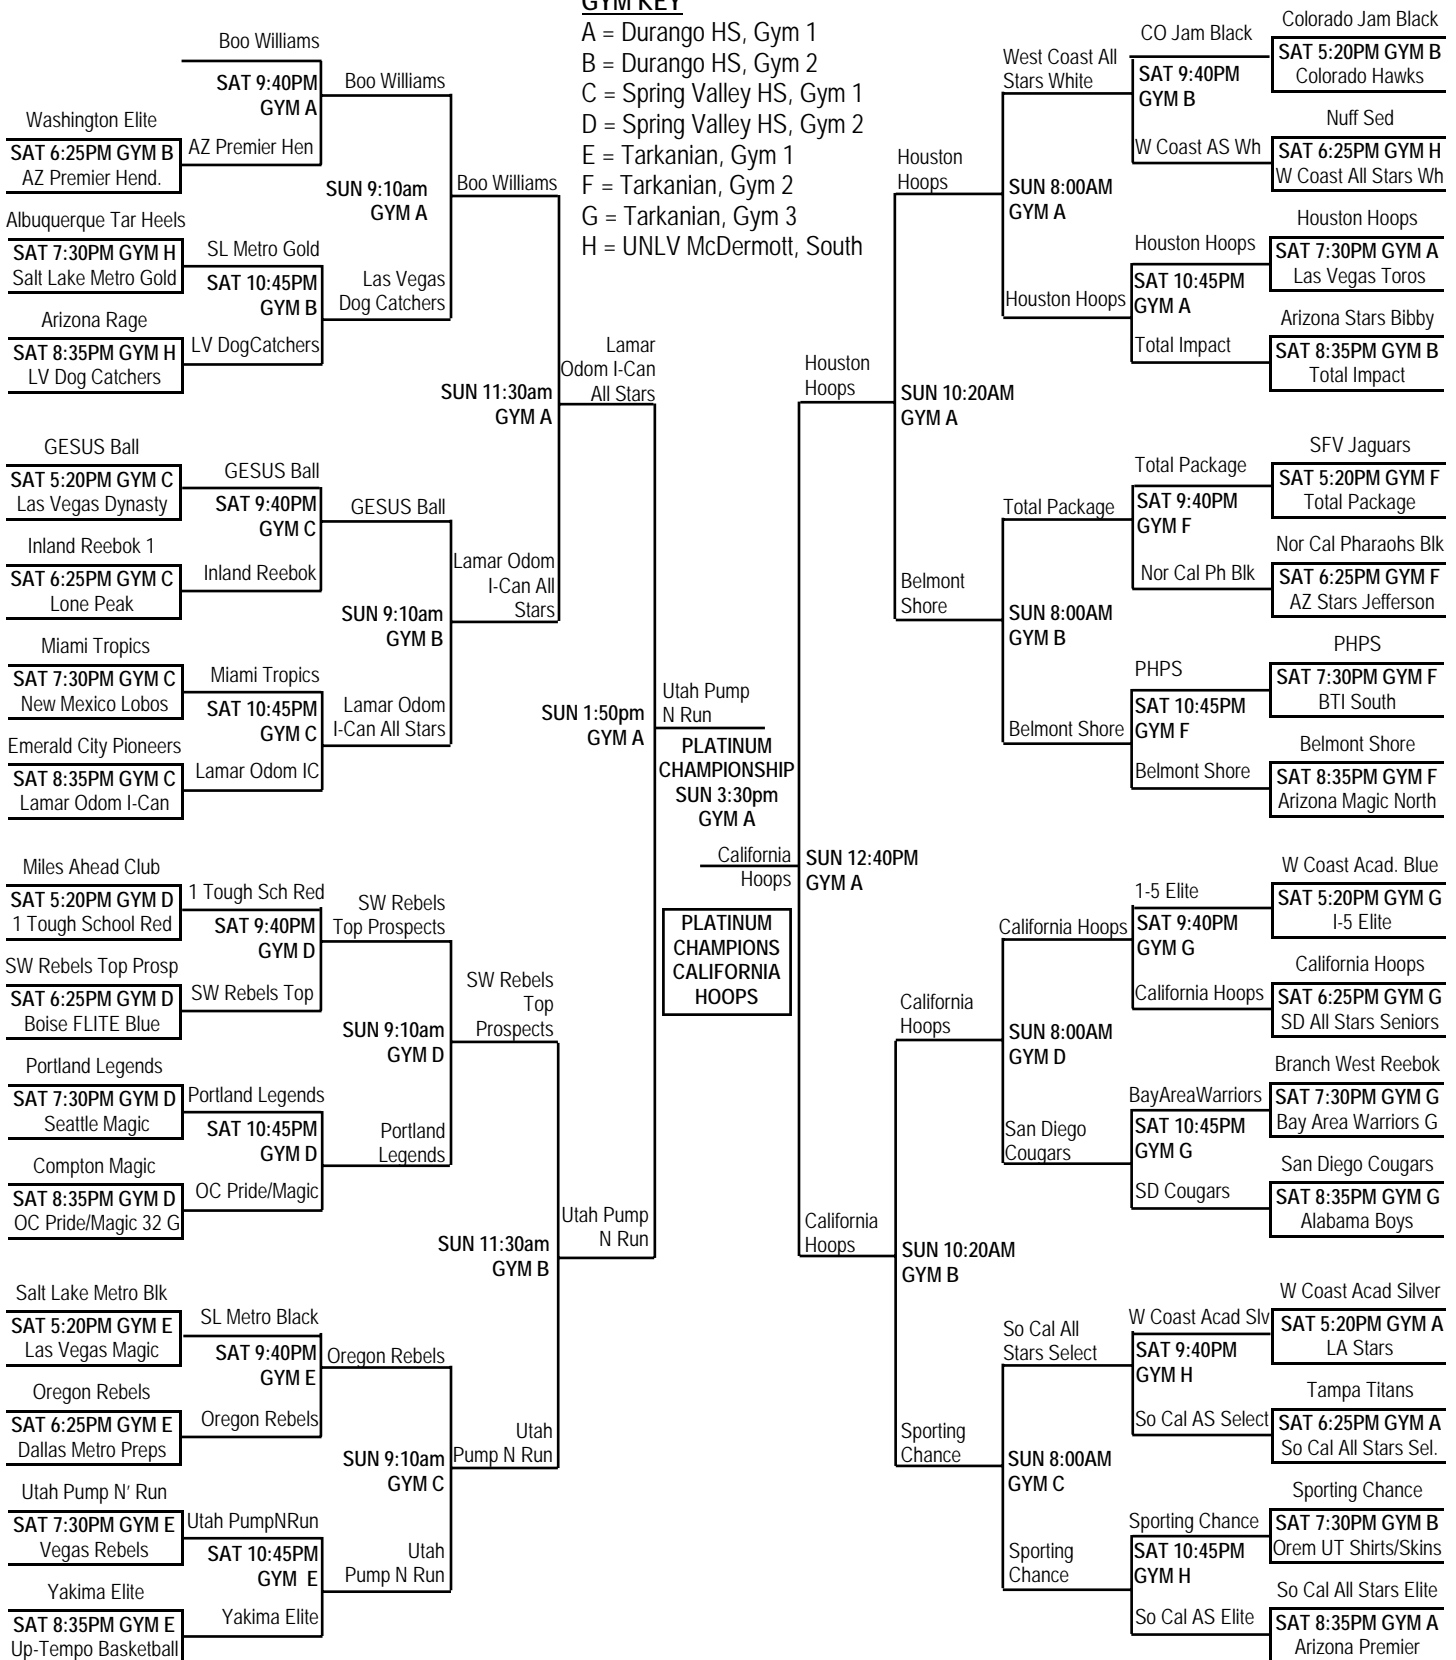 GYM KEY
A = Durango HS, Gym 1
B = Durango HS, Gym 2
C = Spring Valley HS, Gym 1
D = Spring Valley HS, Gym 2
E = Tarkanian, Gym 1
F = Tarkanian, Gym 2
G = Tarkanian, Gym 3
H = UNLV McDermott, South
Washington Elite
SAT 6:25PM GYM B
AZ Premier Hend.
Albuquerque Tar Heels
SAT 7:30PM GYM H
Salt Lake Metro Gold
Arizona Rage
SAT 8:35PM GYM H
LV Dog Catchers
GESUS Ball
SAT 5:20PM GYM C
Las Vegas Dynasty
Inland Reebok 1
SAT 6:25PM GYM C
Lone Peak
Miami Tropics
SAT 7:30PM GYM C
New Mexico Lobos
Emerald City Pioneers
SAT 8:35PM GYM C
Lamar Odom I-Can
Miles Ahead Club
SAT 5:20PM GYM D
1 Tough School Red
SW Rebels Top Prosp
SAT 6:25PM GYM D
Boise FLITE Blue
Portland Legends
SAT 7:30PM GYM D
Seattle Magic
Compton Magic
SAT 8:35PM GYM D
OC Pride/Magic 32 G
Salt Lake Metro Blk
SAT 5:20PM GYM E
Las Vegas Magic
Oregon Rebels
SAT 6:25PM GYM E
Dallas Metro Preps
Utah Pump N' Run
SAT 7:30PM GYM E
Vegas Rebels
Yakima Elite
SAT 8:35PM GYM E
Up-Tempo Basketball
Boo Williams
SAT 9:40PM
GYM A
AZ Premier Hen
SL Metro Gold
SAT 10:45PM
GYM B
LV DogCatchers
GESUS Ball
SAT 9:40PM
GYM C
Inland Reebok
Miami Tropics
SAT 10:45PM
GYM C
Lamar Odom IC
1 Tough Sch Red
SAT 9:40PM
GYM D
SW Rebels Top
Portland Legends
SAT 10:45PM
GYM D
OC Pride/Magic
SL Metro Black
SAT 9:40PM
GYM E
Oregon Rebels
Utah PumpNRun
SAT 10:45PM
GYM E
Yakima Elite
Boo Williams
SUN 9:10am
GYM A
Las Vegas
Dog Catchers
GESUS Ball
SUN 9:10am
GYM B
Lamar Odom
I-Can All Stars
SW Rebels
Top Prospects
SUN 9:10am
GYM D
Portland
Legends
Oregon Rebels
SUN 9:10am
GYM C
Utah
Pump N Run
Boo Williams
SUN 11:30am
GYM A
Lamar Odom
I-Can All
Stars
SW Rebels
Top
Prospects
SUN 11:30am
GYM B
Utah
Pump N Run
Lamar
Odom I-Can
All Stars
SUN 1:50pm
GYM A
Utah Pump
N Run
Utah Pump
N Run
PLATINUM
CHAMPIONSHIP
SUN 3:30pm
GYM A
California
Hoops
PLATINUM
CHAMPIONS
CALIFORNIA
HOOPS
Houston
Hoops
SUN 12:40PM
GYM A
California
Hoops
Houston
Hoops
SUN 10:20AM
GYM A
Belmont
Shore
California
Hoops
SUN 10:20AM
GYM B
Sporting
Chance
West Coast All
Stars White
SUN 8:00AM
GYM A
Houston Hoops
Total Package
SUN 8:00AM
GYM B
Belmont Shore
California Hoops
SUN 8:00AM
GYM D
San Diego
Cougars
So Cal All
Stars Select
SUN 8:00AM
GYM C
Sporting
Chance
CO Jam Black
SAT 9:40PM
GYM B
W Coast AS Wh
Houston Hoops
SAT 10:45PM
GYM A
Total Impact
Total Package
SAT 9:40PM
GYM F
Nor Cal Ph Blk
PHPS
SAT 10:45PM
GYM F
Belmont Shore
1-5 Elite
SAT 9:40PM
GYM G
California Hoops
BayAreaWarriors
SAT 10:45PM
GYM G
SD Cougars
W Coast Acad Slv
SAT 9:40PM
GYM H
So Cal AS Select
Sporting Chance
SAT 10:45PM
GYM H
So Cal AS Elite
Colorado Jam Black
SAT 5:20PM GYM B
Colorado Hawks
Nuff Sed
SAT 6:25PM GYM H
W Coast All Stars Wh
Houston Hoops
SAT 7:30PM GYM A
Las Vegas Toros
Arizona Stars Bibby
SAT 8:35PM GYM B
Total Impact
SFV Jaguars
SAT 5:20PM GYM F
Total Package
Nor Cal Pharaohs Blk
SAT 6:25PM GYM F
AZ Stars Jefferson
PHPS
SAT 7:30PM GYM F
BTI South
Belmont Shore
SAT 8:35PM GYM F
Arizona Magic North
W Coast Acad. Blue
SAT 5:20PM GYM G
I-5 Elite
California Hoops
SAT 6:25PM GYM G
SD All Stars Seniors
Branch West Reebok
SAT 7:30PM GYM G
Bay Area Warriors G
San Diego Cougars
SAT 8:35PM GYM G
Alabama Boys
W Coast Acad Silver
SAT 5:20PM GYM A
LA Stars
Tampa Titans
SAT 6:25PM GYM A
So Cal All Stars Sel.
Sporting Chance
SAT 7:30PM GYM B
Orem UT Shirts/Skins
So Cal All Stars Elite
SAT 8:35PM GYM A
Arizona Premier